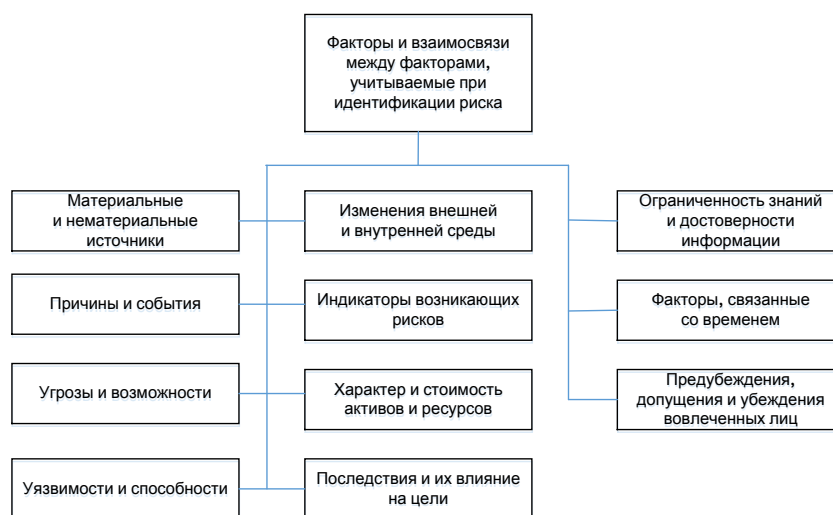 Факторы и взаимосвязи
между факторами,
учитываемые при
идентификации риска
Материальные
и нематериальные
источники
Изменения внешней
и внутренней среды
Ограниченность знаний
и достоверности
информации
Причины и события
Индикаторы возникающих
рисков
Факторы, связанные
со временем
Угрозы и возможности
Характер и стоимость
активов и ресурсов
Предубеждения,
допущения и убеждения
вовлеченных лиц
Уязвимости и способности
Последствия и их влияние
на цели